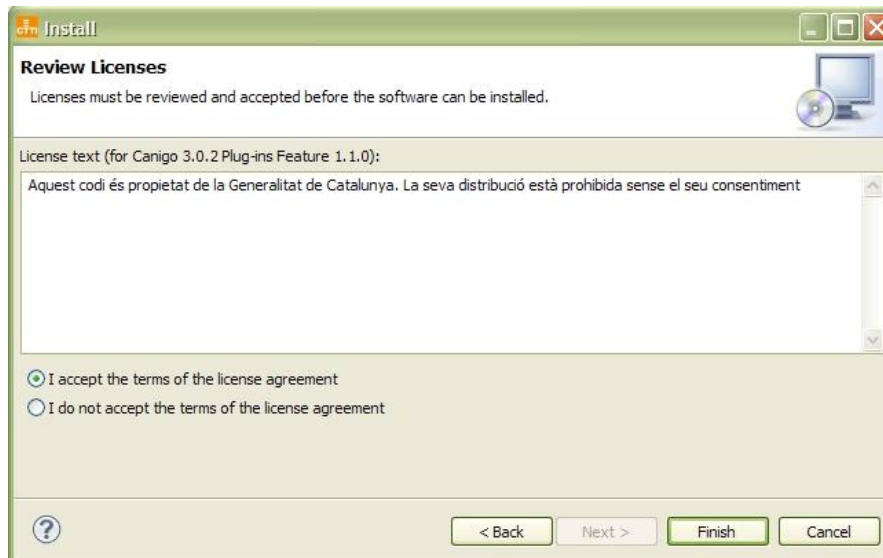 Install
Review Licenses
Licenses must be reviewed and accepted before the software can be installed.
License text (for Canigo 3.0.2 Plug-ins Feature 1.1.0):
Aquest codi és propietat de la Generalitat de Catalunya. La seva distribució està prohibida sense el seu consentiment
I accept the terms of the license agreement
I do not accept the terms of the license agreement
? < Back Next > Finish Cancel